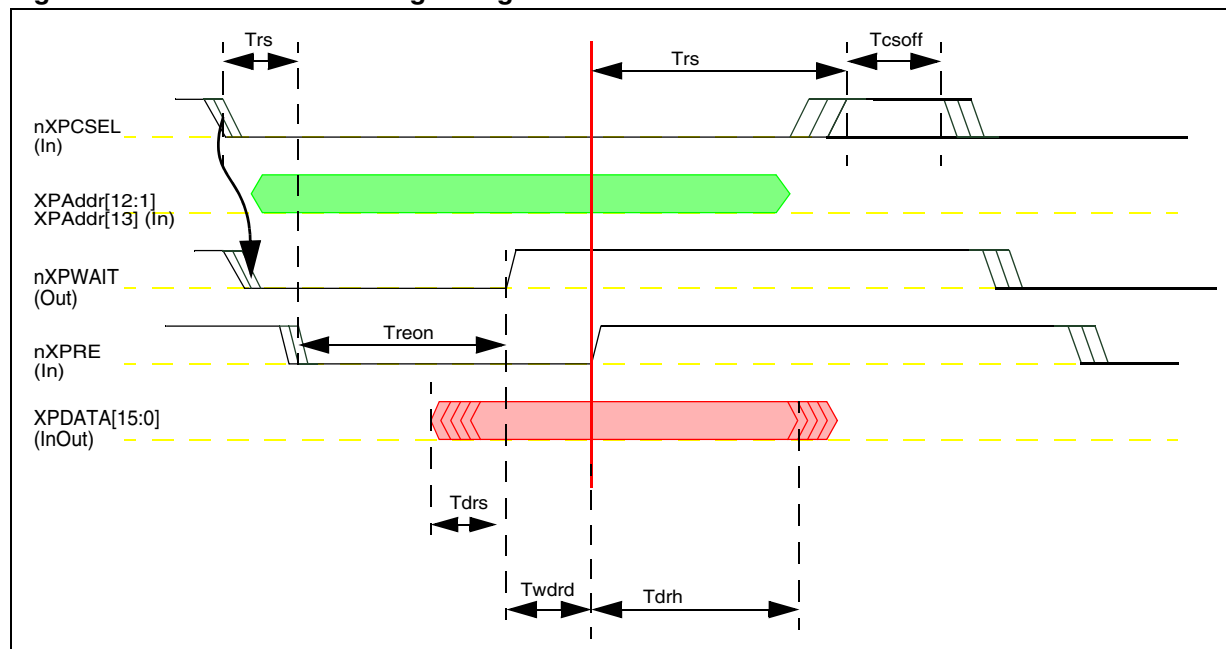 Trs
Trs
Tcsoff
nXPCSEL
(In)
XPAddr[12:1]
XPAddr[13] (In)
nXPWAIT
(Out)
Treon
nXPRE
(In)
XPDATA[15:0]
(InOut)
Tdrs
Twdrd
Tdrh